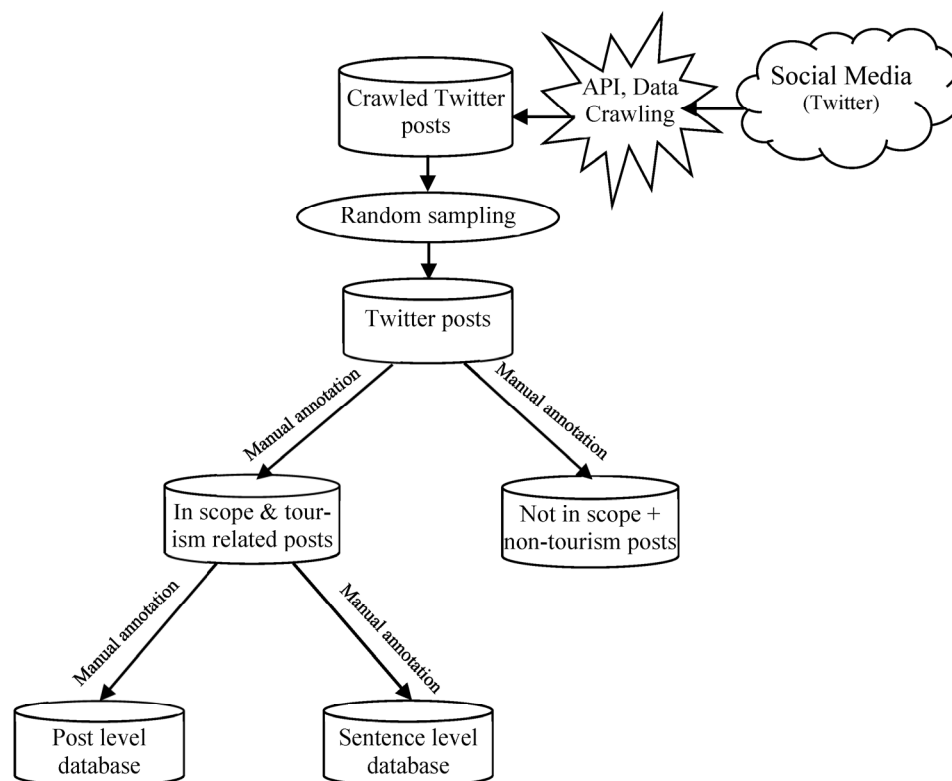 Social Media
(Twitter)
API, Data
Crawling
Crawled Twitter
posts
Random sampling
Twitter posts
Manual annotation
Manual annotation
In scope & tour-
ism related posts
Not in scope +
non-tourism posts
Manual annotation
Manual annotation
Post level
database
Sentence level
database